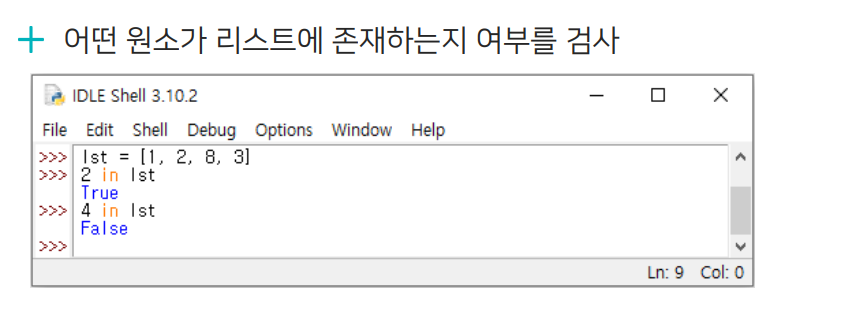 + 어떤 원소가 리스트에 존재하는지 여부를 검사
IDLE Shell 3.10.2
File Edit Shell Debug Options Window Help
>>> lst = [1, 2, 8, 3]
>>> 2 in lst
True
>>> 4 in lst
False
>>>
Ln: 9 Col: 0